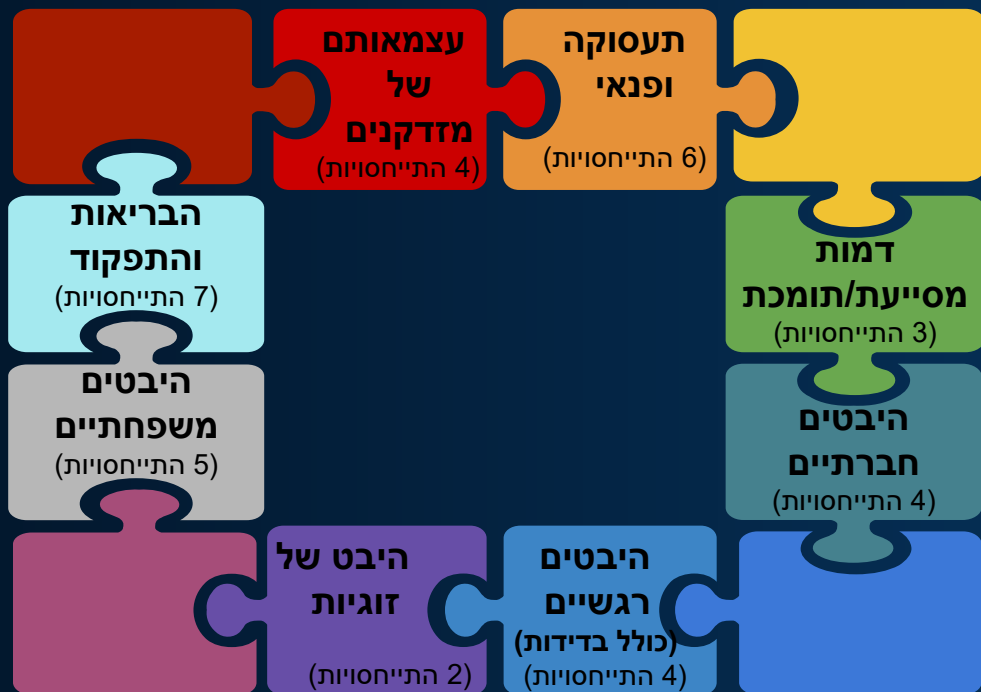 עצמאותם
של
מזדקנים
(4 התייחסויות)
תעסוקה
ופנאי
(6 התייחסויות)
הבריאות
והתפקוד
(7 התייחסויות)
דמות
מסייעת/תומכת
(3 התייחסויות)
היבטים
משפחתיים
(5 התייחסויות)
היבטים
חברתיים
(4 התייחסויות)
היבט של
זוגיות
(2 התייחסויות)
היבטים
רגשיים
(כולל בדידות)
(4 התייחסויות)